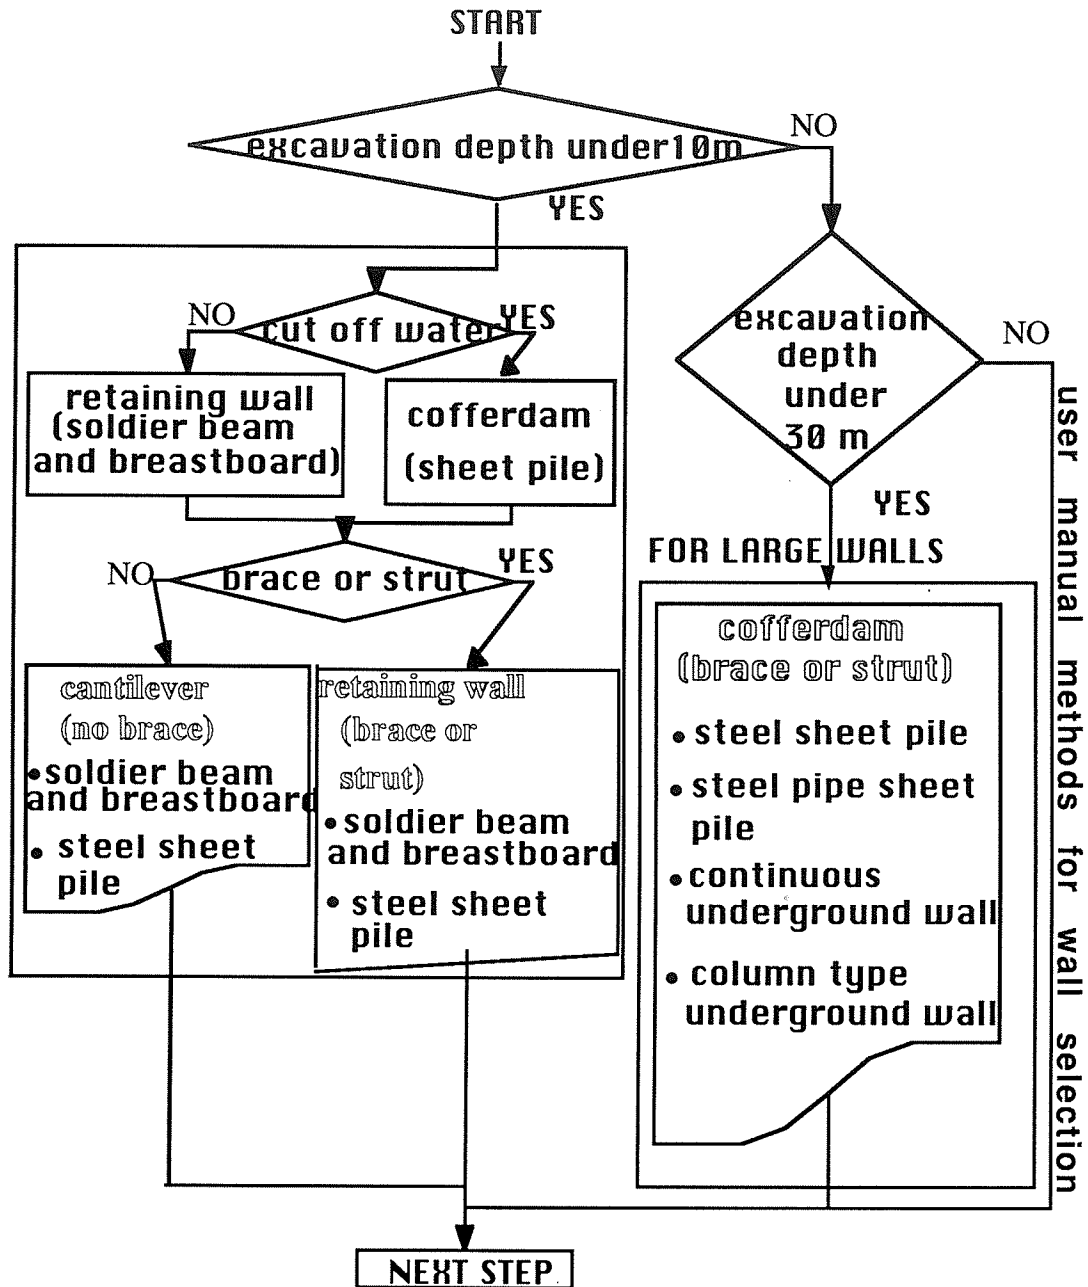 START
excavation depth under10m
NO
YES
NO
cut off water
YES
excavation
depth
under
30 m
NO
retaining wall
(soldier beam
and breastboard)
cofferdam
(sheet pile)
YES
FOR LARGE WALLS
NO
brace or strut
YES
cantilever
(no brace)
•soldier beam
and breastboard
• steel sheet
pile
retaining wall
(brace or
strut)
•soldier beam
and breastboard
• steel sheet
pile
cofferdam
(brace or strut)
• steel sheet pile
• steel pipe sheet
pile
•continuous
underground wall
• column type
underground wall
user manual methods for wall selection
NEXT STEP